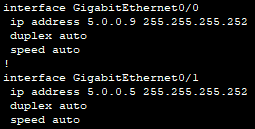 interface GigabitEthernet0/0
 ip address 5.0.0.9 255.255.255.252
 duplex auto
 speed auto
!
interface GigabitEthernet0/1
 ip address 5.0.0.5 255.255.255.252
 duplex auto
 speed auto